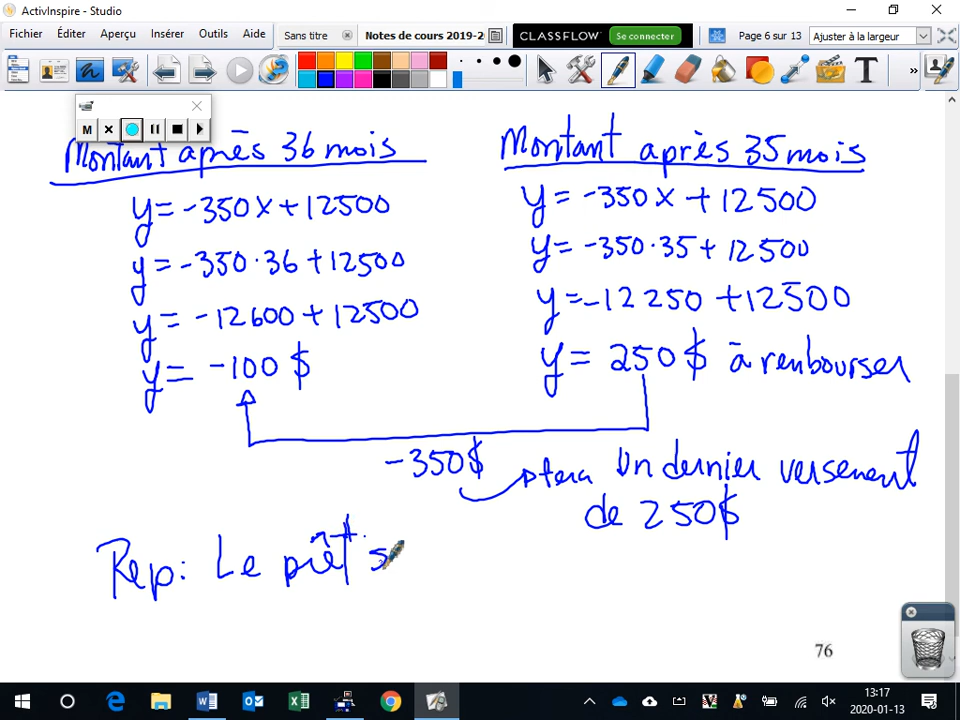 ActivInspire - Studio
Fichier Éditer Aperçu Insérer Outils Aide
Sans titre
Notes de cours 2019-2
CLASSFLOW Se connecter
Page 6 sur 13
Ajuster à la largeur
M
Montant après 36 mois
y = -350x + 12500
y = -350·36 + 12500
y = -12600 + 12500
y = -100 $
Montant après 35 mois
y = -350x + 12500
y = -350·35 + 12500
y = -12250 + 12500
y = 250 $ à rembourser
-350$
fera un dernier versement
de 250$
Rep: Le prêt s
76
13:17
2020-01-13